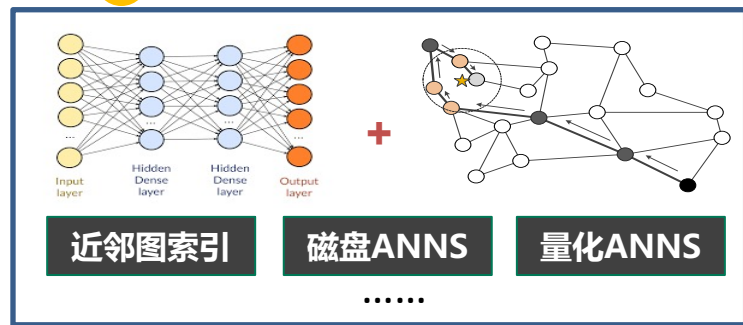 ...
...
...
...
Input
layer
Hidden
Dense
layer
Hidden
Dense
layer
Output
layer
+
近邻图索引
磁盘ANNS
量化ANNS
······